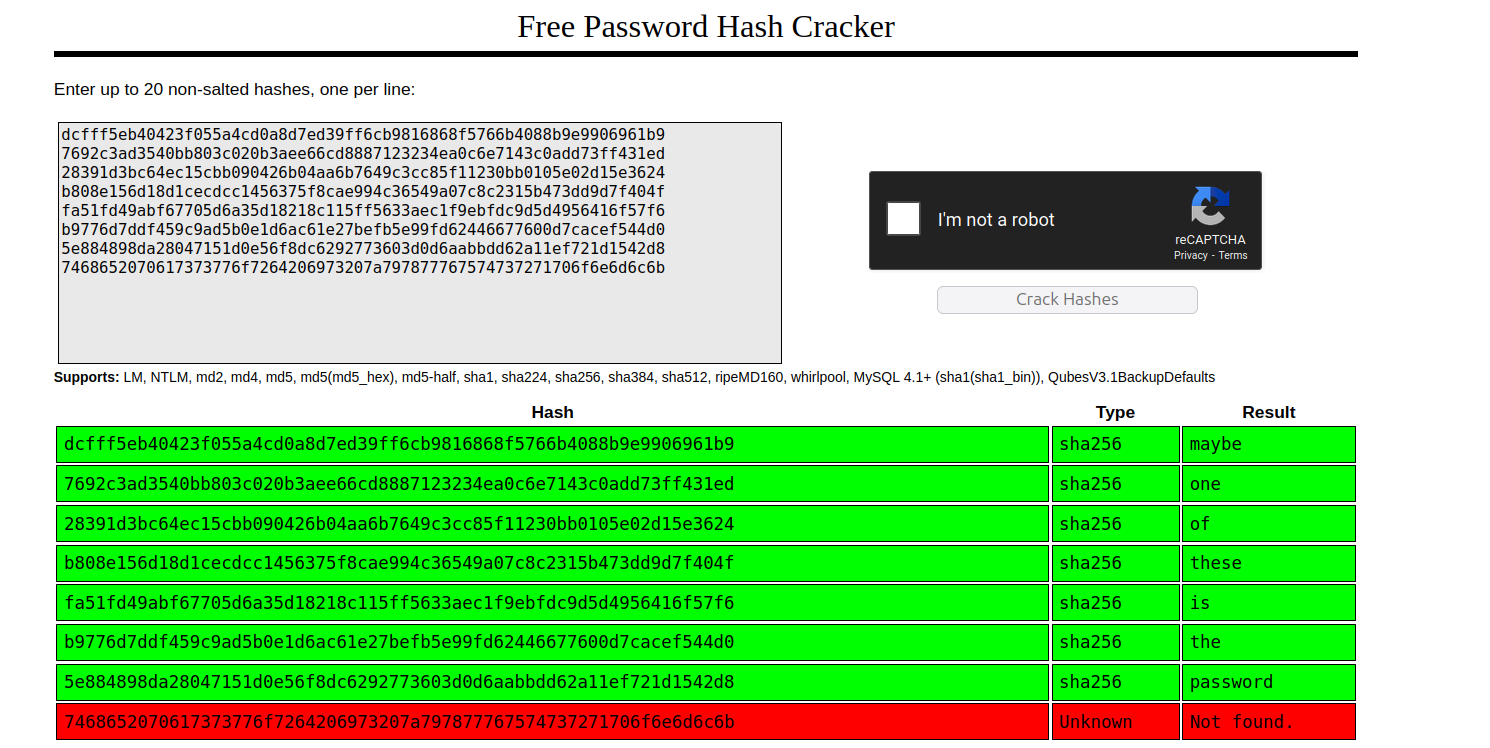 Free Password Hash Cracker
Enter up to 20 non-salted hashes, one per line:
dcfff5eb40423f055a4cd0a8d7ed39ff6cb9816868f5766b4088b9e9906961b9
7692c3ad3540bb803c020b3aee66cd8887123234ea0c6e7143c0add73ff431ed
28391d3bc64ec15cbb090426b04aa6b7649c3cc85f11230bb0105e02d15e3624
b808e156d18d1cecdcc1456375f8cae994c36549a07c8c2315b473dd9d7f404f
fa51fd49abf67705d6a35d18218c115ff5633aec1f9ebfdc9d5d4956416f57f6
b9776d7ddf459c9ad5b0e1d6ac61e27befb5e99fd62446677600d7cacef544d0
5e884898da28047151d0e56f8dc6292773603d0d6aabbdd62a11ef721d1542d8
7468652070617373776f7264206973207a797877767574737271706f6e6d6c6b
I'm not a robot
reCAPTCHA
Privacy - Terms
Crack Hashes
Supports: LM, NTLM, md2, md4, md5, md5(md5_hex), md5-half, sha1, sha224, sha256, sha384, sha512, ripeMD160, whirlpool, MySQL 4.1+ (sha1(sha1_bin)), QubesV3.1BackupDefaults
Hash Type Result
dcfff5eb40423f055a4cd0a8d7ed39ff6cb9816868f5766b4088b9e9906961b9 sha256 maybe
7692c3ad3540bb803c020b3aee66cd8887123234ea0c6e7143c0add73ff431ed sha256 one
28391d3bc64ec15cbb090426b04aa6b7649c3cc85f11230bb0105e02d15e3624 sha256 of
b808e156d18d1cecdcc1456375f8cae994c36549a07c8c2315b473dd9d7f404f sha256 these
fa51fd49abf67705d6a35d18218c115ff5633aec1f9ebfdc9d5d4956416f57f6 sha256 is
b9776d7ddf459c9ad5b0e1d6ac61e27befb5e99fd62446677600d7cacef544d0 sha256 the
5e884898da28047151d0e56f8dc6292773603d0d6aabbdd62a11ef721d1542d8 sha256 password
7468652070617373776f7264206973207a797877767574737271706f6e6d6c6b Unknown Not found.